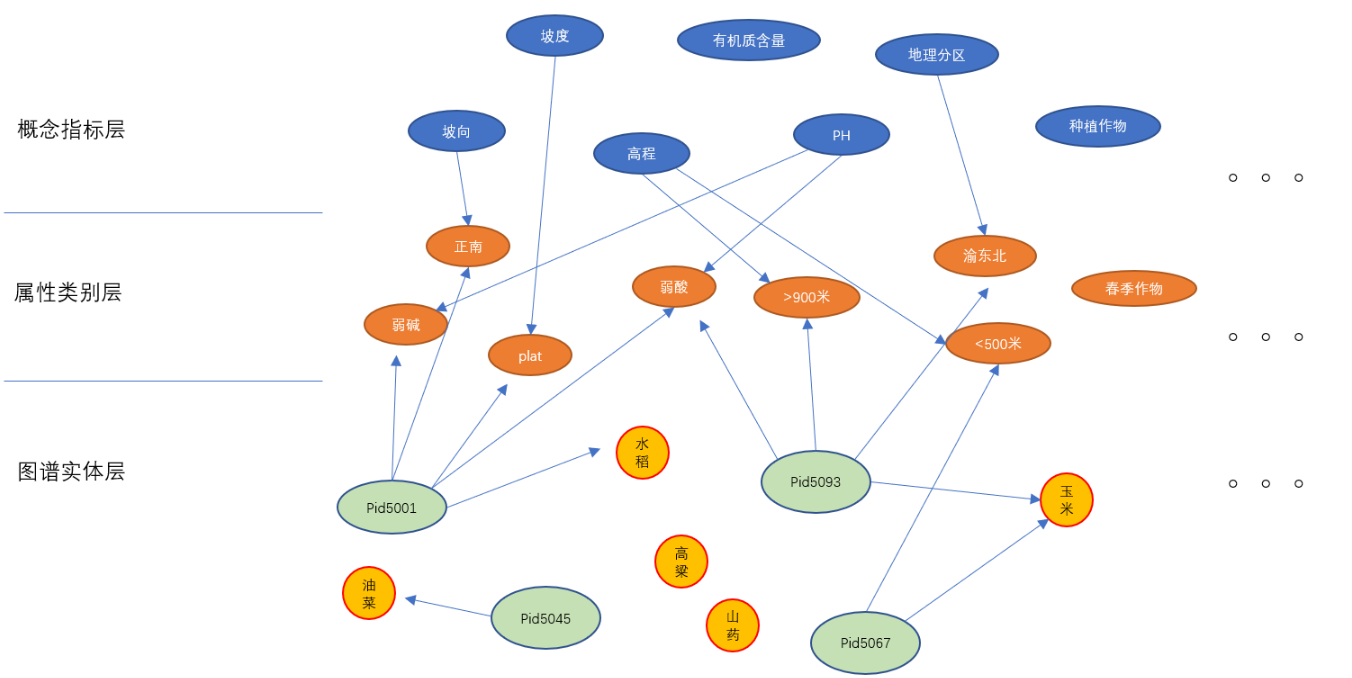 坡度
有机质含量
地理分区
概念指标层
坡向
高程
PH
种植作物
正南
渝东北
属性类别层
弱碱
plat
弱酸
>900米
春季作物
<500米
图谱实体层
水
稻
Pid5001
Pid5093
玉
米
油
菜
Pid5045
高
粱
山
药
Pid5067